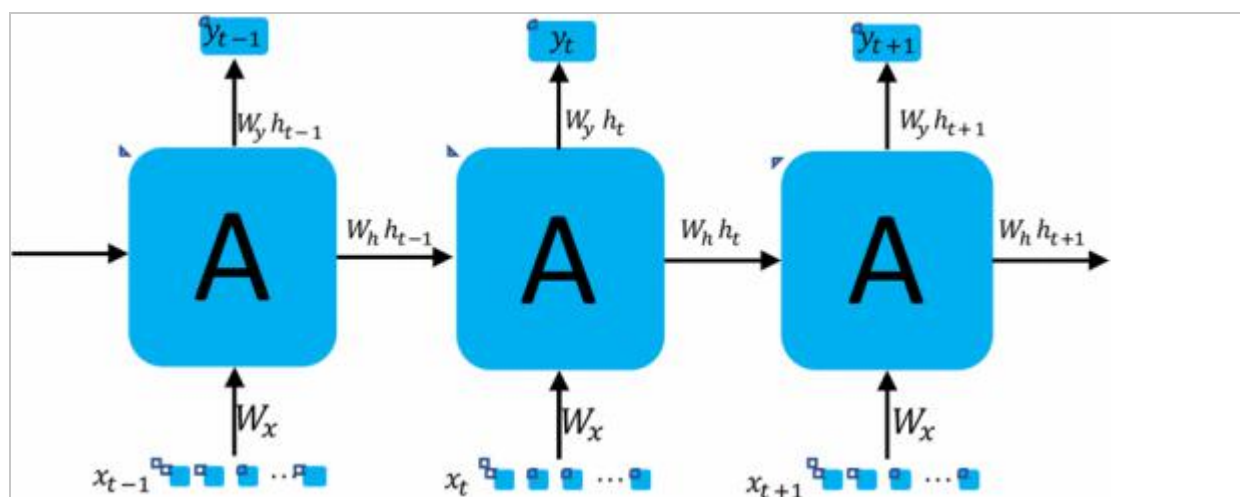 y_{t-1} y_t y_{t+1}
W_y h_{t-1} W_y h_t W_y h_{t+1}
A A A
W_h h_{t-1} W_h h_t W_h h_{t+1}
W_x W_x W_x
x_{t-1} ... x_t .... x_{t+1} ....